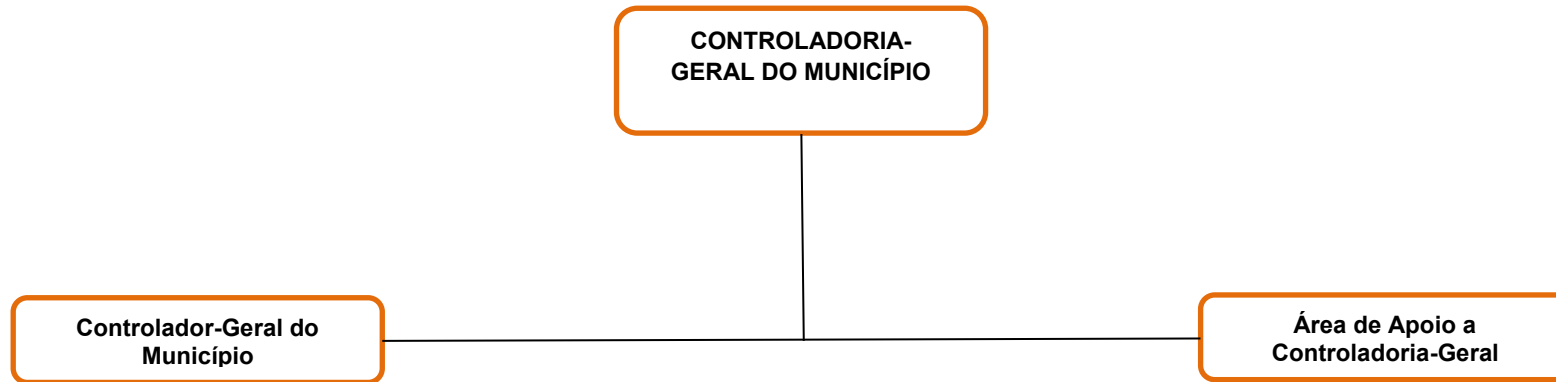 CONTROLADORIA-
GERAL DO MUNICÍPIO
Controlador-Geral do
Município
Área de Apoio a
Controladoria-Geral